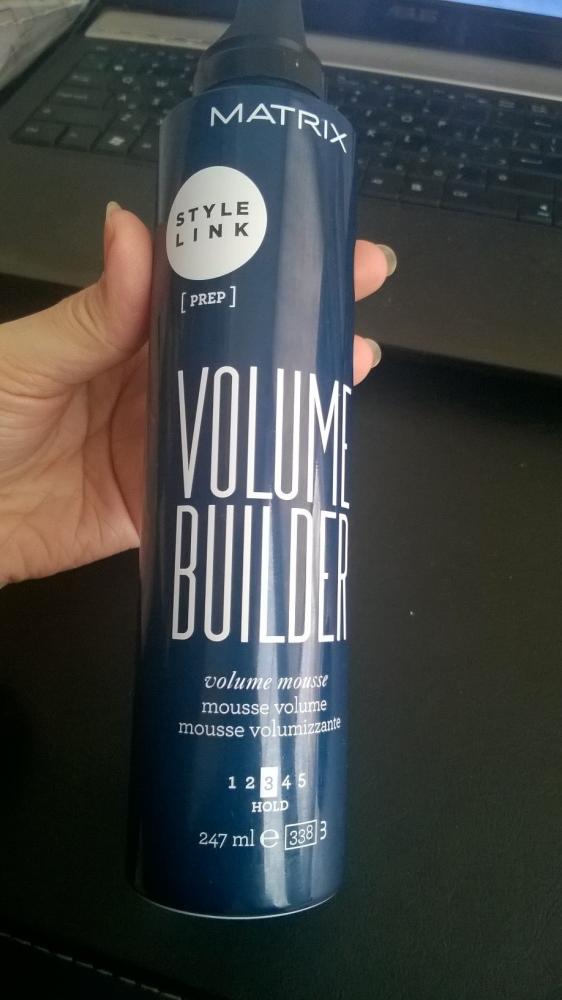 MATRIX
STYLE
LINK
[ PREP ]
VOLUME
BUILDER
volume mousse
mousse volume
mousse volumizzante
1 2 3 4 5
HOLD
247 ml ℮ 338 3